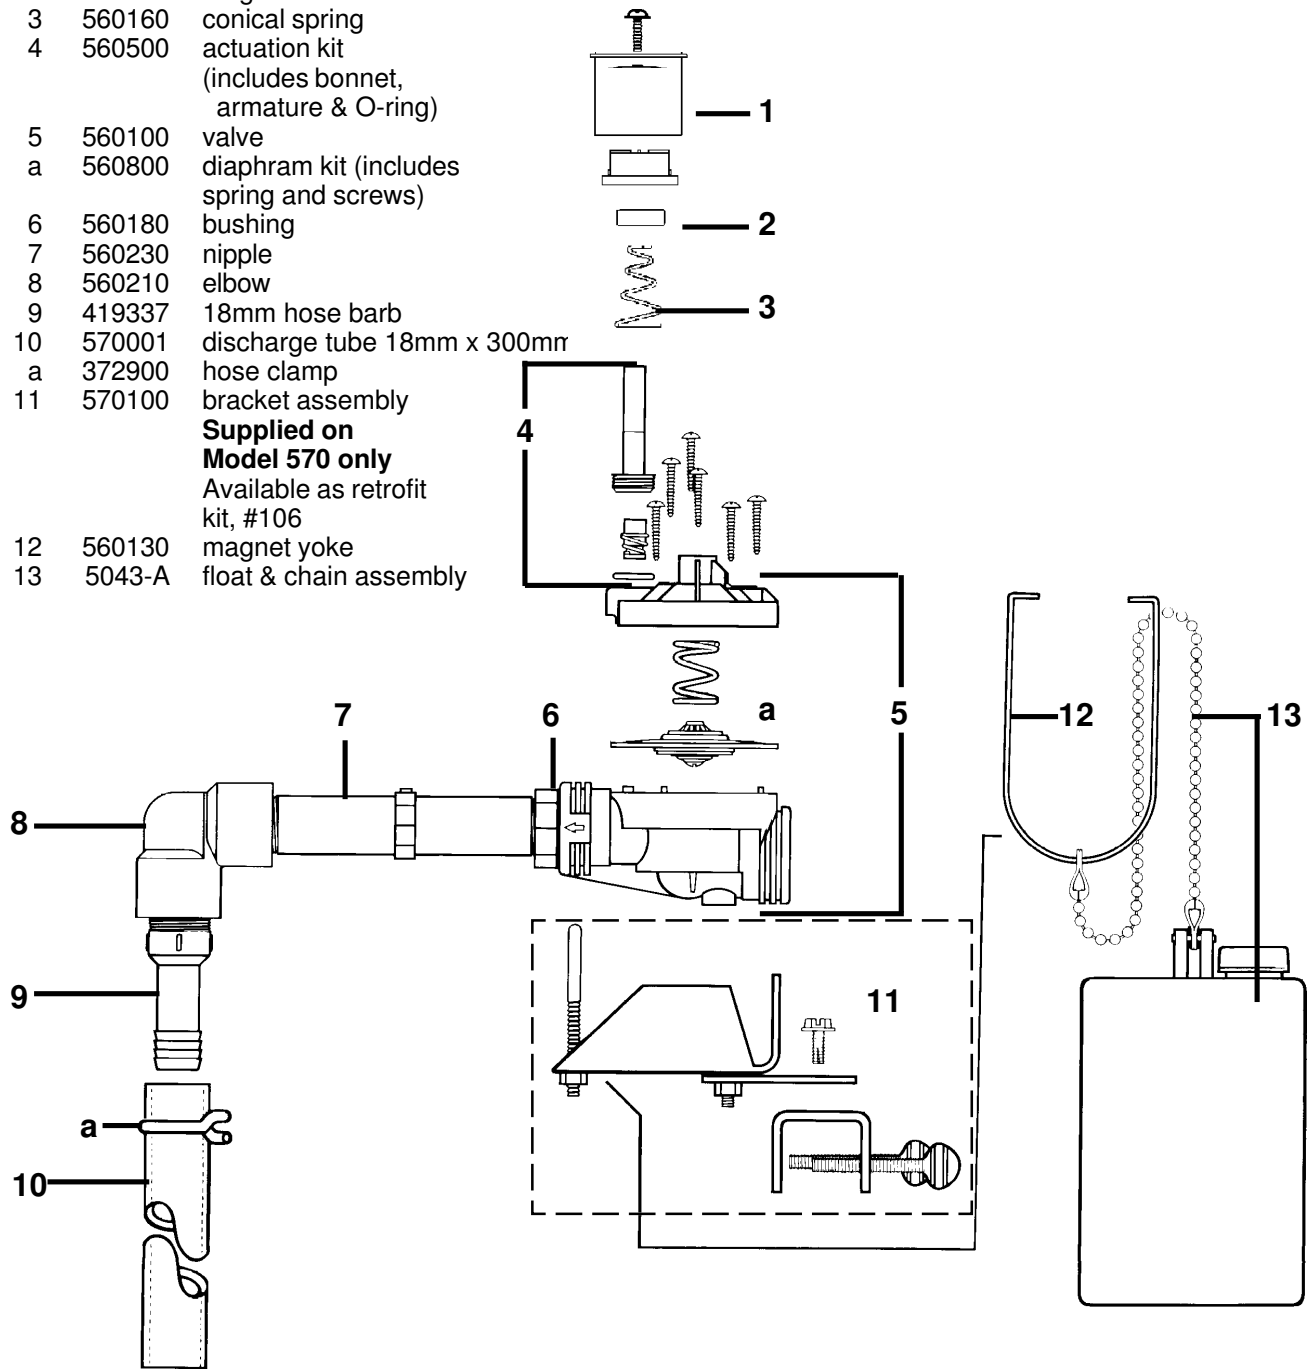 3 560160 conical spring
4 560500 actuation kit
(includes bonnet,
armature & O-ring)
5 560100 valve
a 560800 diaphram kit (includes
spring and screws)
6 560180 bushing
7 560230 nipple
8 560210 elbow
9 419337 18mm hose barb
10 570001 discharge tube 18mm x 300mm
a 372900 hose clamp
11 570100 bracket assembly
Supplied on
Model 570 only
Available as retrofit
kit, #106
12 560130 magnet yoke
13 5043-A float & chain assembly
1
2
3
4
a
5
12
13
7
6
8
9
11
a
10